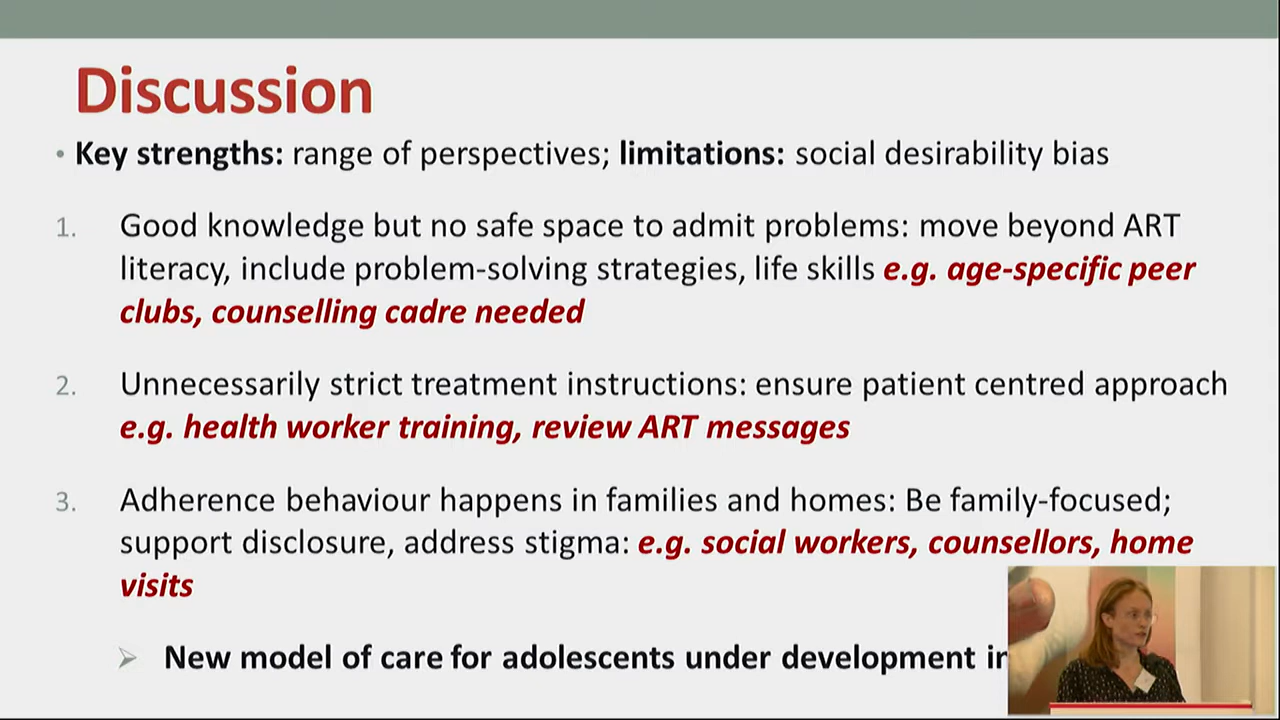 Discussion
• Key strengths: range of perspectives; limitations: social desirability bias
1. Good knowledge but no safe space to admit problems: move beyond ART
literacy, include problem-solving strategies, life skills e.g. age-specific peer
clubs, counselling cadre needed
2. Unnecessarily strict treatment instructions: ensure patient centred approach
e.g. health worker training, review ART messages
3. Adherence behaviour happens in families and homes: Be family-focused;
support disclosure, address stigma: e.g. social workers, counsellors, home
visits
➢ New model of care for adolescents under development in